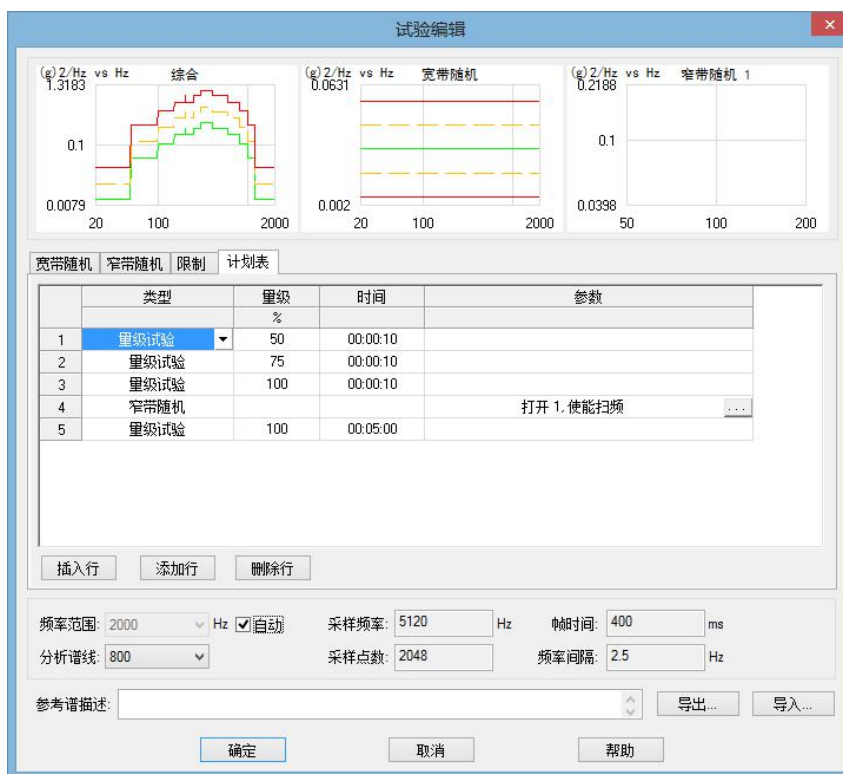 试验编辑
×
(g)2/Hz vs Hz 综合
1.3183
0.1
0.0079
20 100 2000
(g)2/Hz vs Hz 宽带随机
0.0631
0.002
20 100 2000
(g)2/Hz vs Hz 窄带随机 1
0.2188
0.1
0.0398
50 100 200
宽带随机 窄带随机 限制 计划表
类型 量级 时间 参数
%
1 量级试验 50 00:00:10
2 量级试验 75 00:00:10
3 量级试验 100 00:00:10
4 窄带随机 打开 1,使能扫频 ...
5 量级试验 100 00:05:00
插入行 添加行 删除行
频率范围: 2000 Hz 自动 采样频率: 5120 Hz 帧时间: 400 ms
分析谱线: 800 采样点数: 2048 频率间隔: 2.5 Hz
参考谱描述: 导出... 导入...
确定 取消 帮助